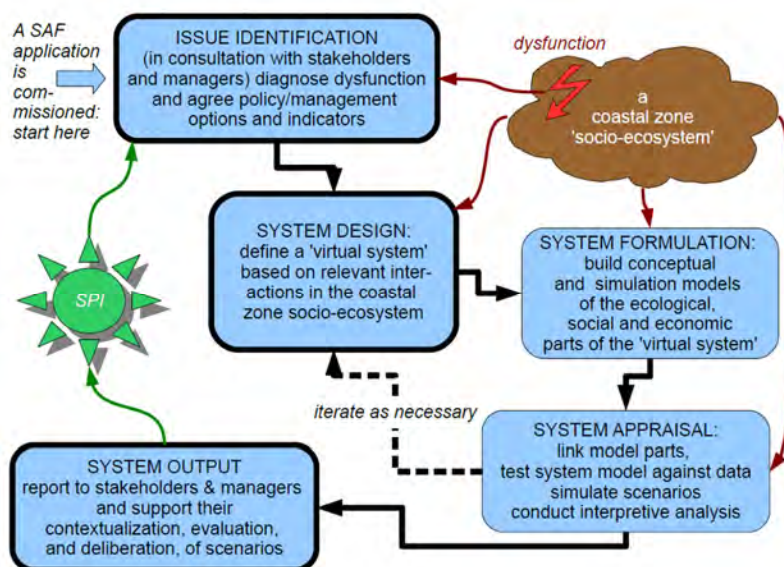 A SAF
application
is
com-
missioned:
start here
ISSUE IDENTIFICATION
(in consultation with stakeholders
and managers) diagnose dysfunction
and agree policy/management
options and indicators
dysfunction
a
coastal zone
'socio-ecosystem'
SYSTEM DESIGN:
define a 'virtual system'
based on relevant inter-
actions in the coastal
zone socio-ecosystem
SYSTEM FORMULATION:
build conceptual
and simulation models
of the ecological,
social and economic
parts of the 'virtual system'
SPI
iterate as necessary
SYSTEM APPRAISAL:
link model parts,
test system model against data
simulate scenarios
conduct interpretive analysis
SYSTEM OUTPUT
report to stakeholders & managers
and support their
contextualization, evaluation,
and deliberation, of scenarios